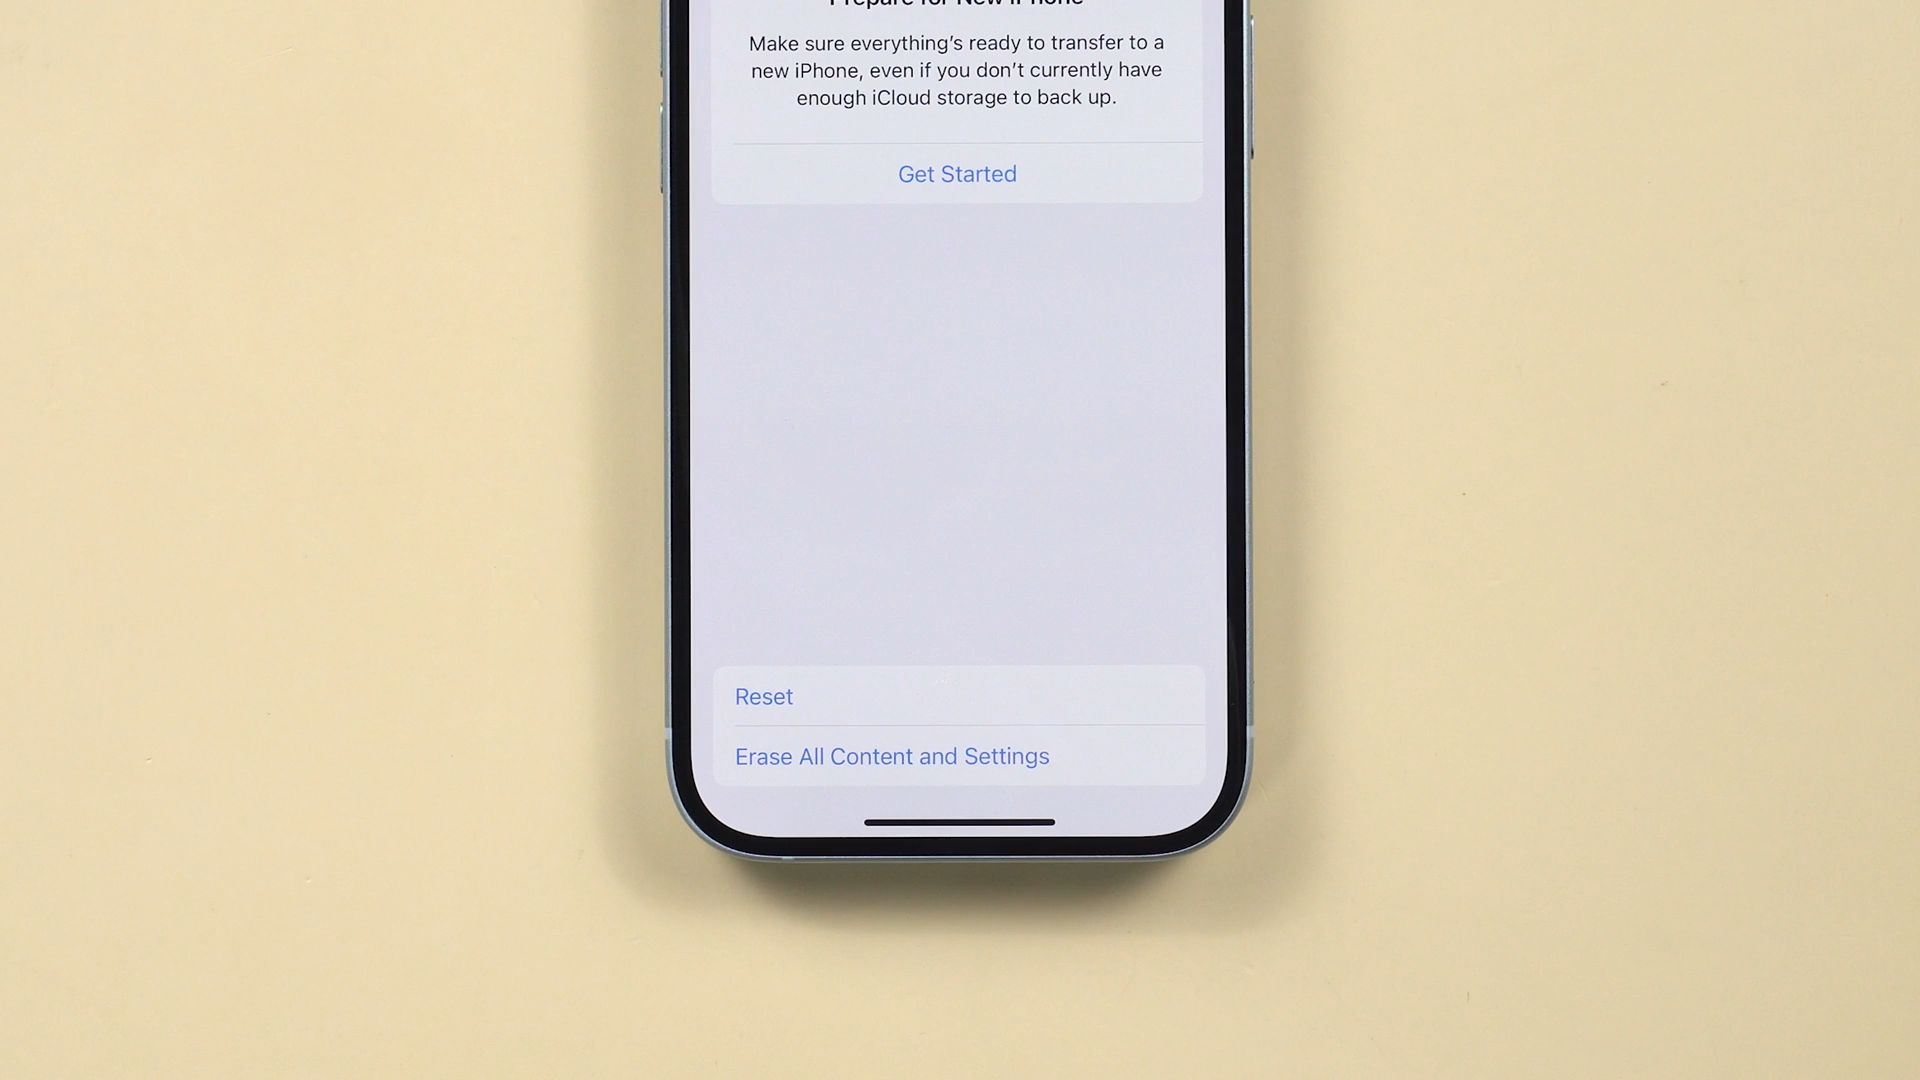 Prepare for New iPhone
Make sure everything's ready to transfer to a
new iPhone, even if you don't currently have
enough iCloud storage to back up.
Get Started
Reset
Erase All Content and Settings